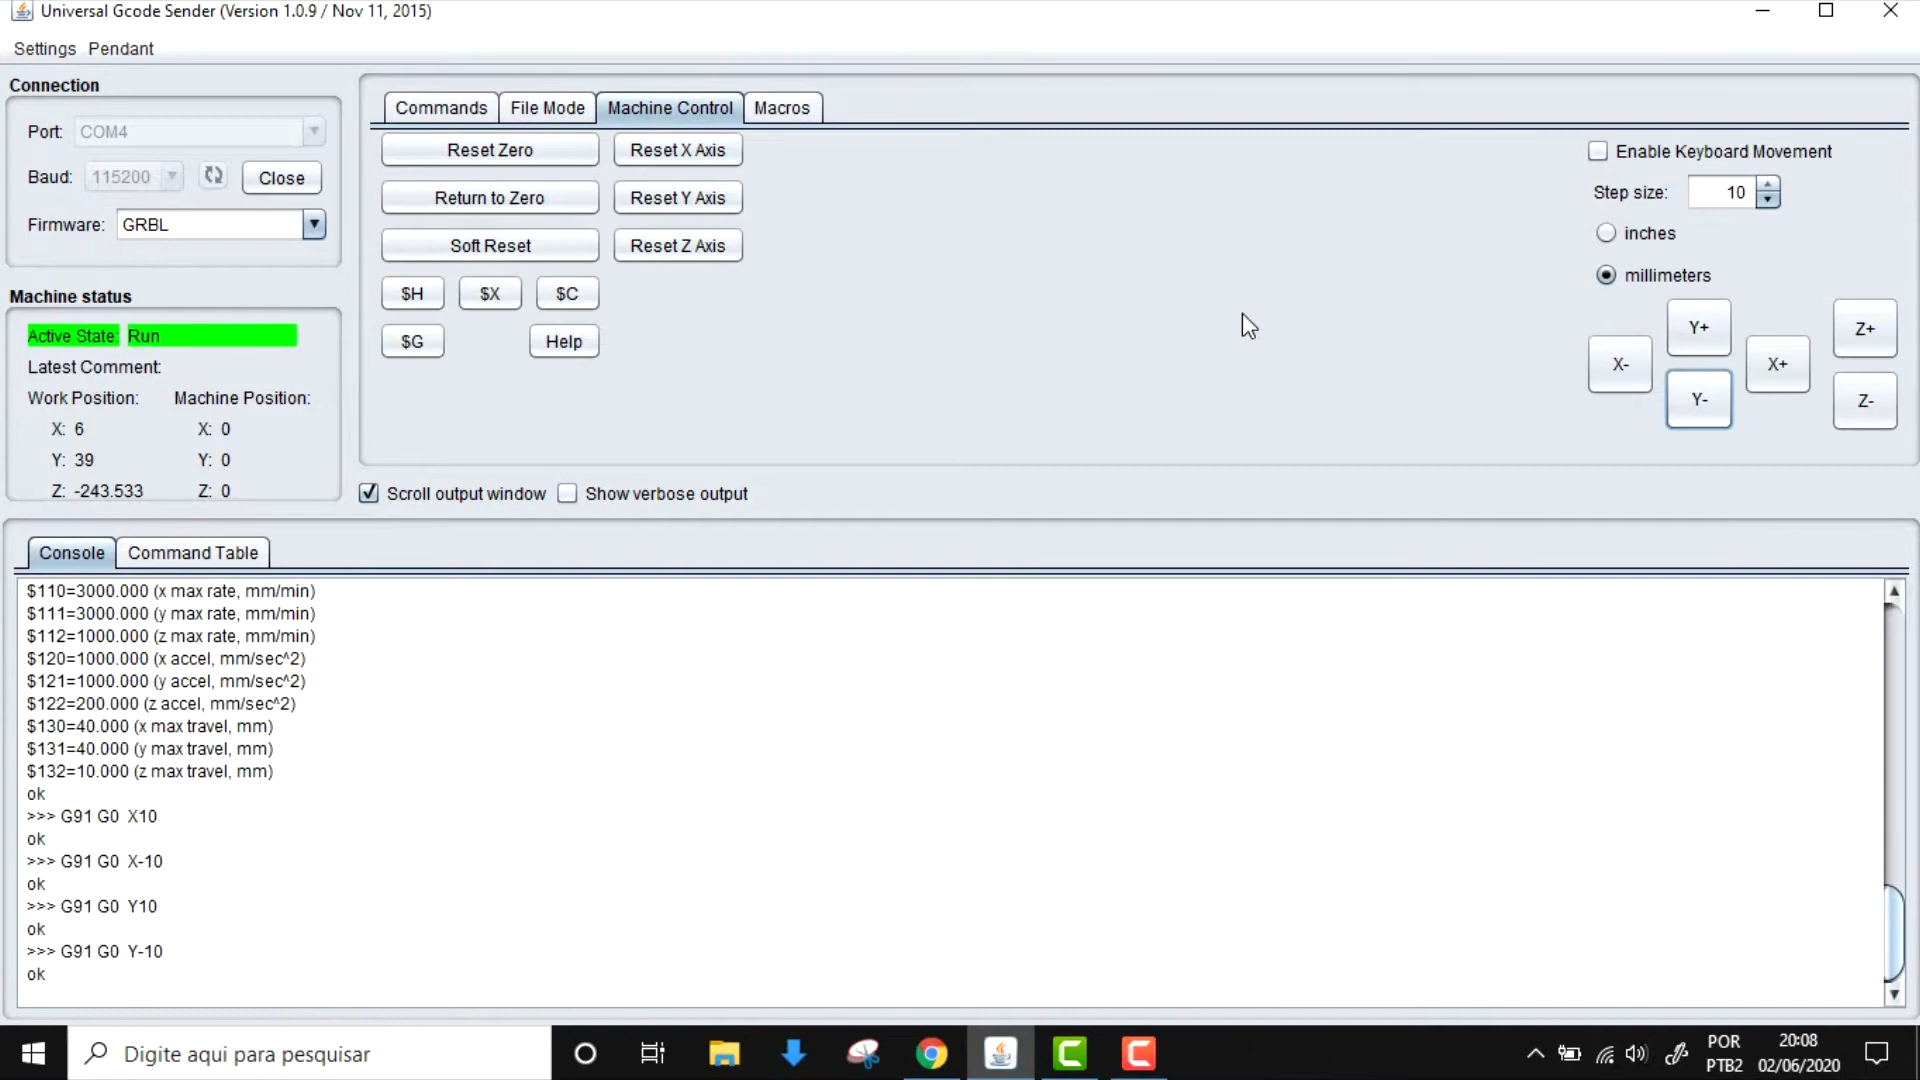 Universal Gcode Sender (Version 1.0.9 / Nov 11, 2015)
Settings Pendant
Connection
Port: COM4
Baud: 115200 Close
Firmware: GRBL
Machine status
Active State: Run
Latest Comment:
Work Position: Machine Position:
X: 6 X: 0
Y: 39 Y: 0
Z: -243.533 Z: 0
Commands File Mode Machine Control Macros
Reset Zero Reset X Axis
Return to Zero Reset Y Axis
Soft Reset Reset Z Axis
$H $X $C
$G Help
Enable Keyboard Movement
Step size: 10
inches
millimeters
Y+ Z+
X- X+
Y- Z-
Scroll output window Show verbose output
Console Command Table
$110=3000.000 (x max rate, mm/min)
$111=3000.000 (y max rate, mm/min)
$112=1000.000 (z max rate, mm/min)
$120=1000.000 (x accel, mm/sec^2)
$121=1000.000 (y accel, mm/sec^2)
$122=200.000 (z accel, mm/sec^2)
$130=40.000 (x max travel, mm)
$131=40.000 (y max travel, mm)
$132=10.000 (z max travel, mm)
ok
>>> G91 G0  X10
ok
>>> G91 G0  X-10
ok
>>> G91 G0  Y10
ok
>>> G91 G0  Y-10
ok
Digite aqui para pesquisar
POR 20:08
PTB2 02/06/2020